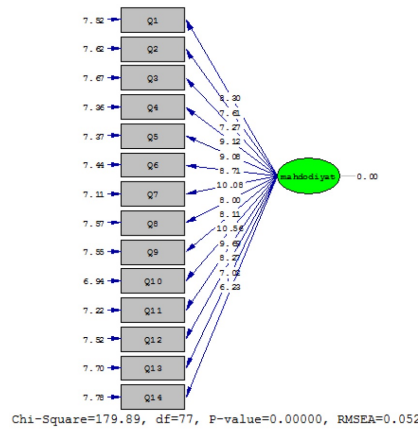 7.52 Q1
7.62 Q2
7.67 Q3
7.36 Q4
7.37 Q5
7.44 Q6
7.11 Q7
7.57 Q8
7.55 Q9
6.94 Q10
7.22 Q11
7.52 Q12
7.70 Q13
7.78 Q14
8.30
7.61
7.27
9.12
9.08
8.71
10.08
8.00
8.11
10.56
9.69
8.27
7.02
6.23
mahdodiyat 0.00
Chi-Square=179.89, df=77, P-value=0.00000, RMSEA=0.052